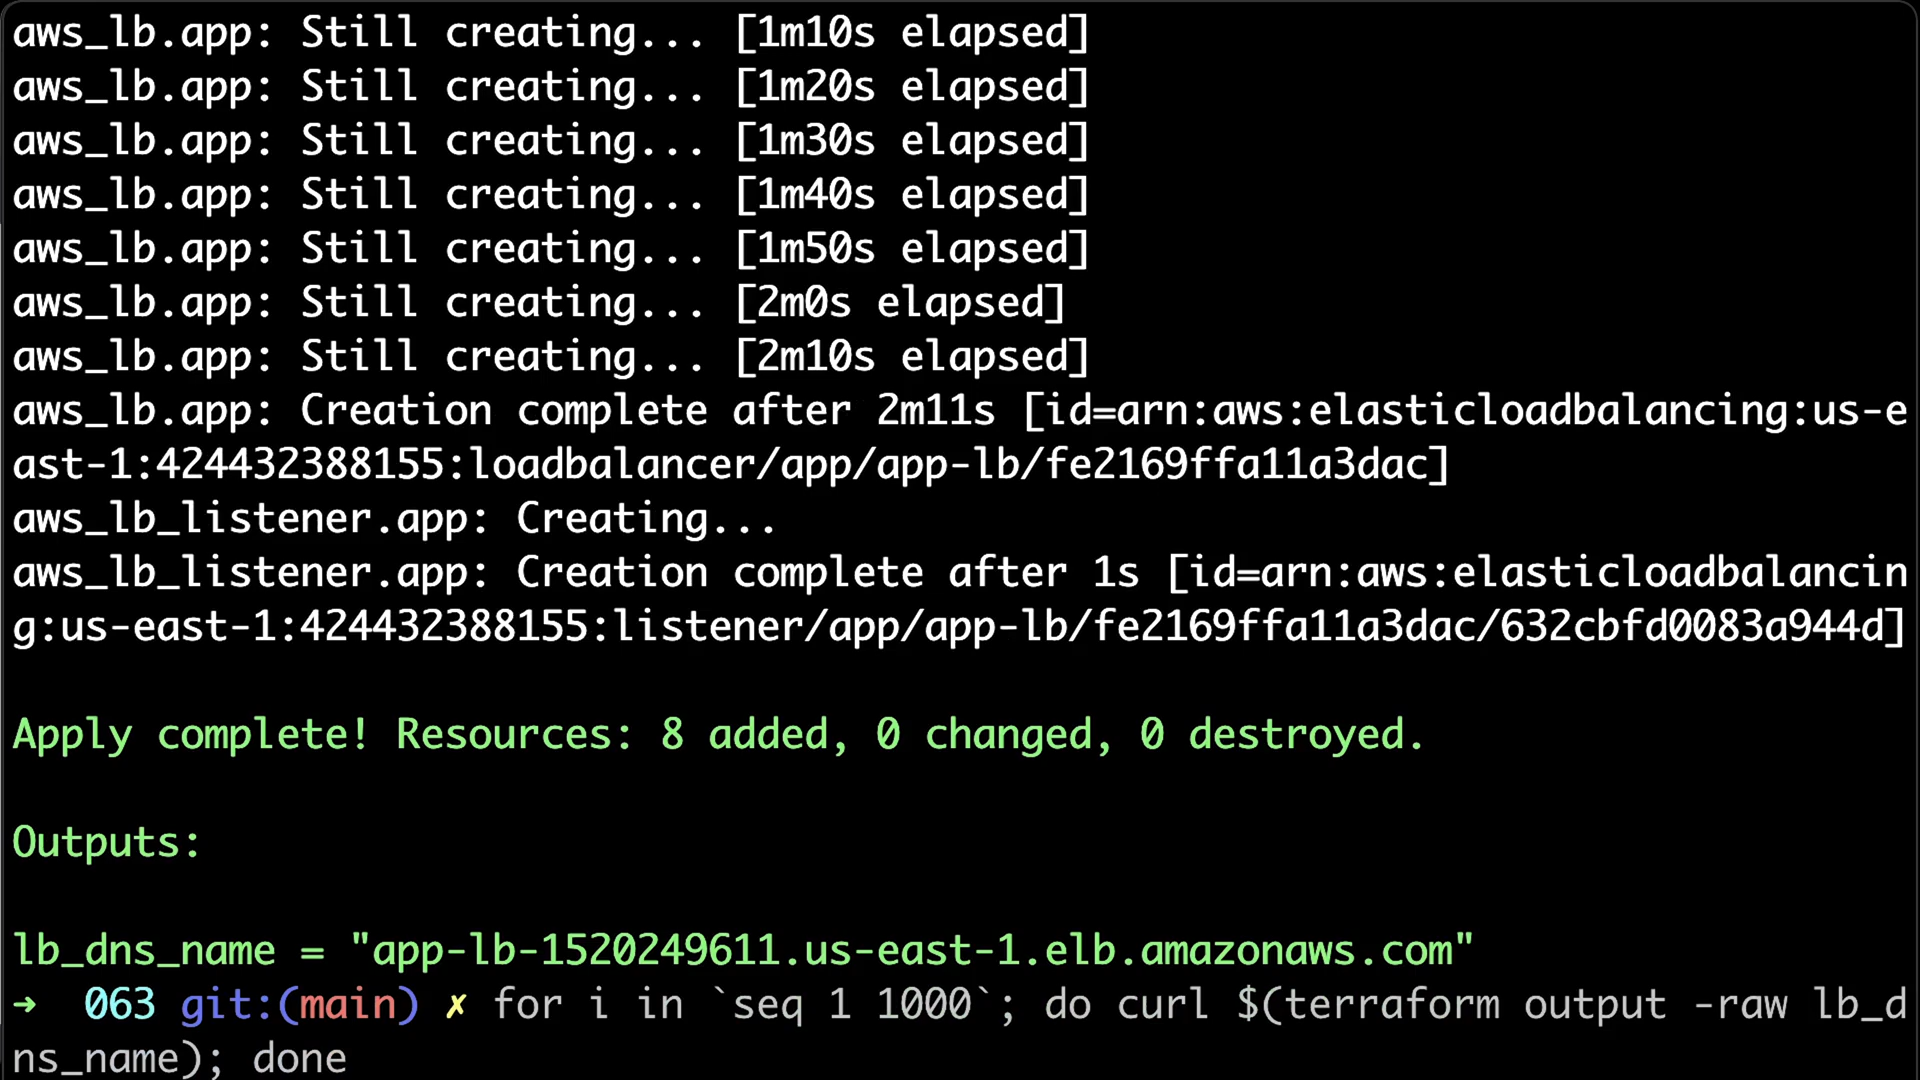 aws_lb.app: Still creating... [1m10s elapsed]
aws_lb.app: Still creating... [1m20s elapsed]
aws_lb.app: Still creating... [1m30s elapsed]
aws_lb.app: Still creating... [1m40s elapsed]
aws_lb.app: Still creating... [1m50s elapsed]
aws_lb.app: Still creating... [2m0s elapsed]
aws_lb.app: Still creating... [2m10s elapsed]
aws_lb.app: Creation complete after 2m11s [id=arn:aws:elasticloadbalancing:us-e
ast-1:424432388155:loadbalancer/app/app-lb/fe2169ffa11a3dac]
aws_lb_listener.app: Creating...
aws_lb_listener.app: Creation complete after 1s [id=arn:aws:elasticloadbalancin
g:us-east-1:424432388155:listener/app/app-lb/fe2169ffa11a3dac/632cbfd0083a944d]
Apply complete! Resources: 8 added, 0 changed, 0 destroyed.
Outputs:
lb_dns_name = "app-lb-1520249611.us-east-1.elb.amazonaws.com"
➜  063 git:(main) ✗ for i in `seq 1 1000`; do curl $(terraform output -raw lb_d
ns_name); done